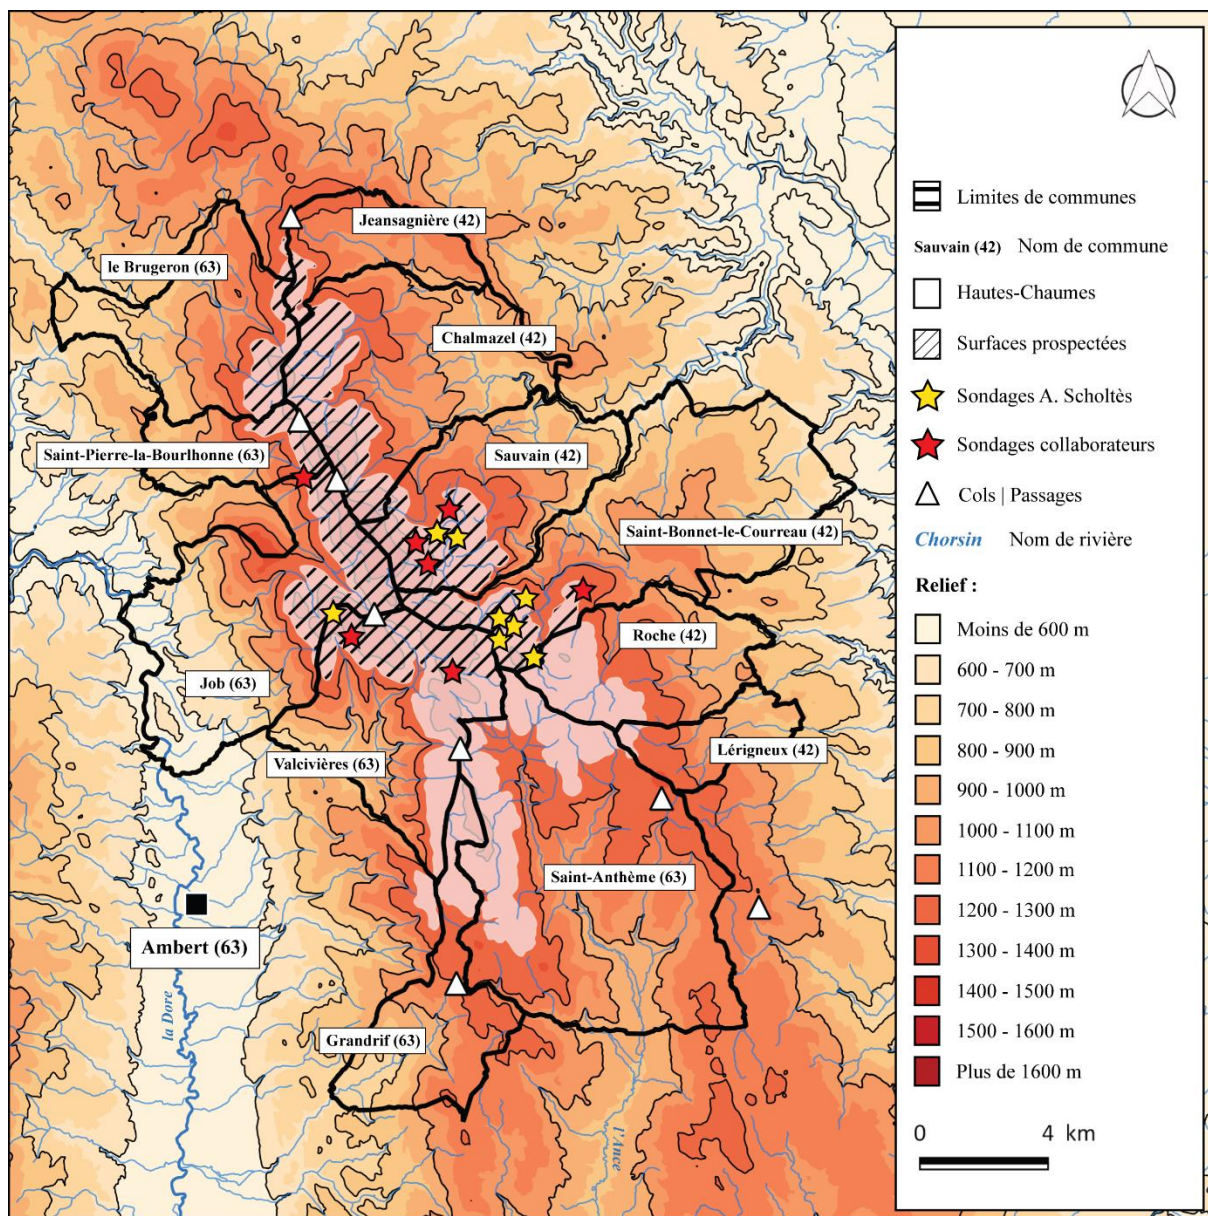 Jeansagnière (42)
le Brugeron (63)
Chalmazel (42)
Saint-Pierre-la-Bourlhonne (63)
Sauvain (42)
Saint-Bonnet-le-Courreau (42)
Roche (42)
Job (63)
Valcivières (63)
Lérigneux (42)
Saint-Anthème (63)
Ambert (63)
la Dore
Grandrif (63)
l'Ance
Limites de communes
Sauvain (42) Nom de commune
Hautes-Chaumes
Surfaces prospectées
Sondages A. Scholtès
Sondages collaborateurs
Cols | Passages
Chorsin Nom de rivière
Relief :
Moins de 600 m
600 - 700 m
700 - 800 m
800 - 900 m
900 - 1000 m
1000 - 1100 m
1100 - 1200 m
1200 - 1300 m
1300 - 1400 m
1400 - 1500 m
1500 - 1600 m
Plus de 1600 m
0 4 km